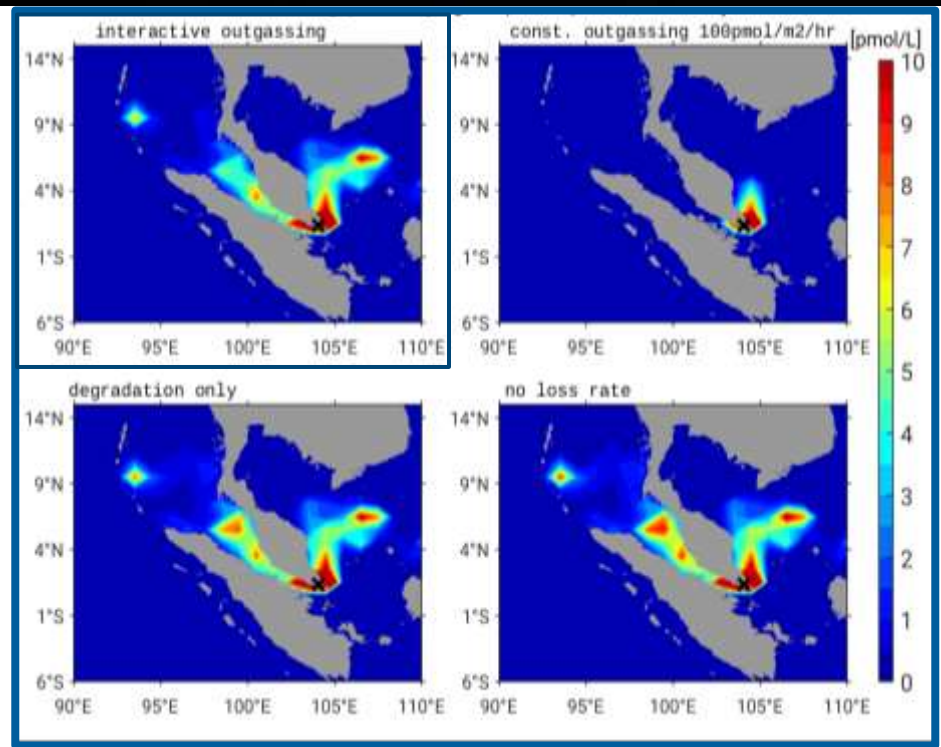 interactive outgassing
const. outgassing 100pmol/m2/hr
[pmol/L]
14°N
9°N
4°N
1°S
6°S
90°E 95°E 100°E 105°E 110°E
14°N
9°N
4°N
1°S
6°S
90°E 95°E 100°E 105°E 110°E
10
9
8
7
6
5
4
3
2
1
0
degradation only
no loss rate
14°N
9°N
4°N
1°S
6°S
90°E 95°E 100°E 105°E 110°E
14°N
9°N
4°N
1°S
6°S
90°E 95°E 100°E 105°E 110°E